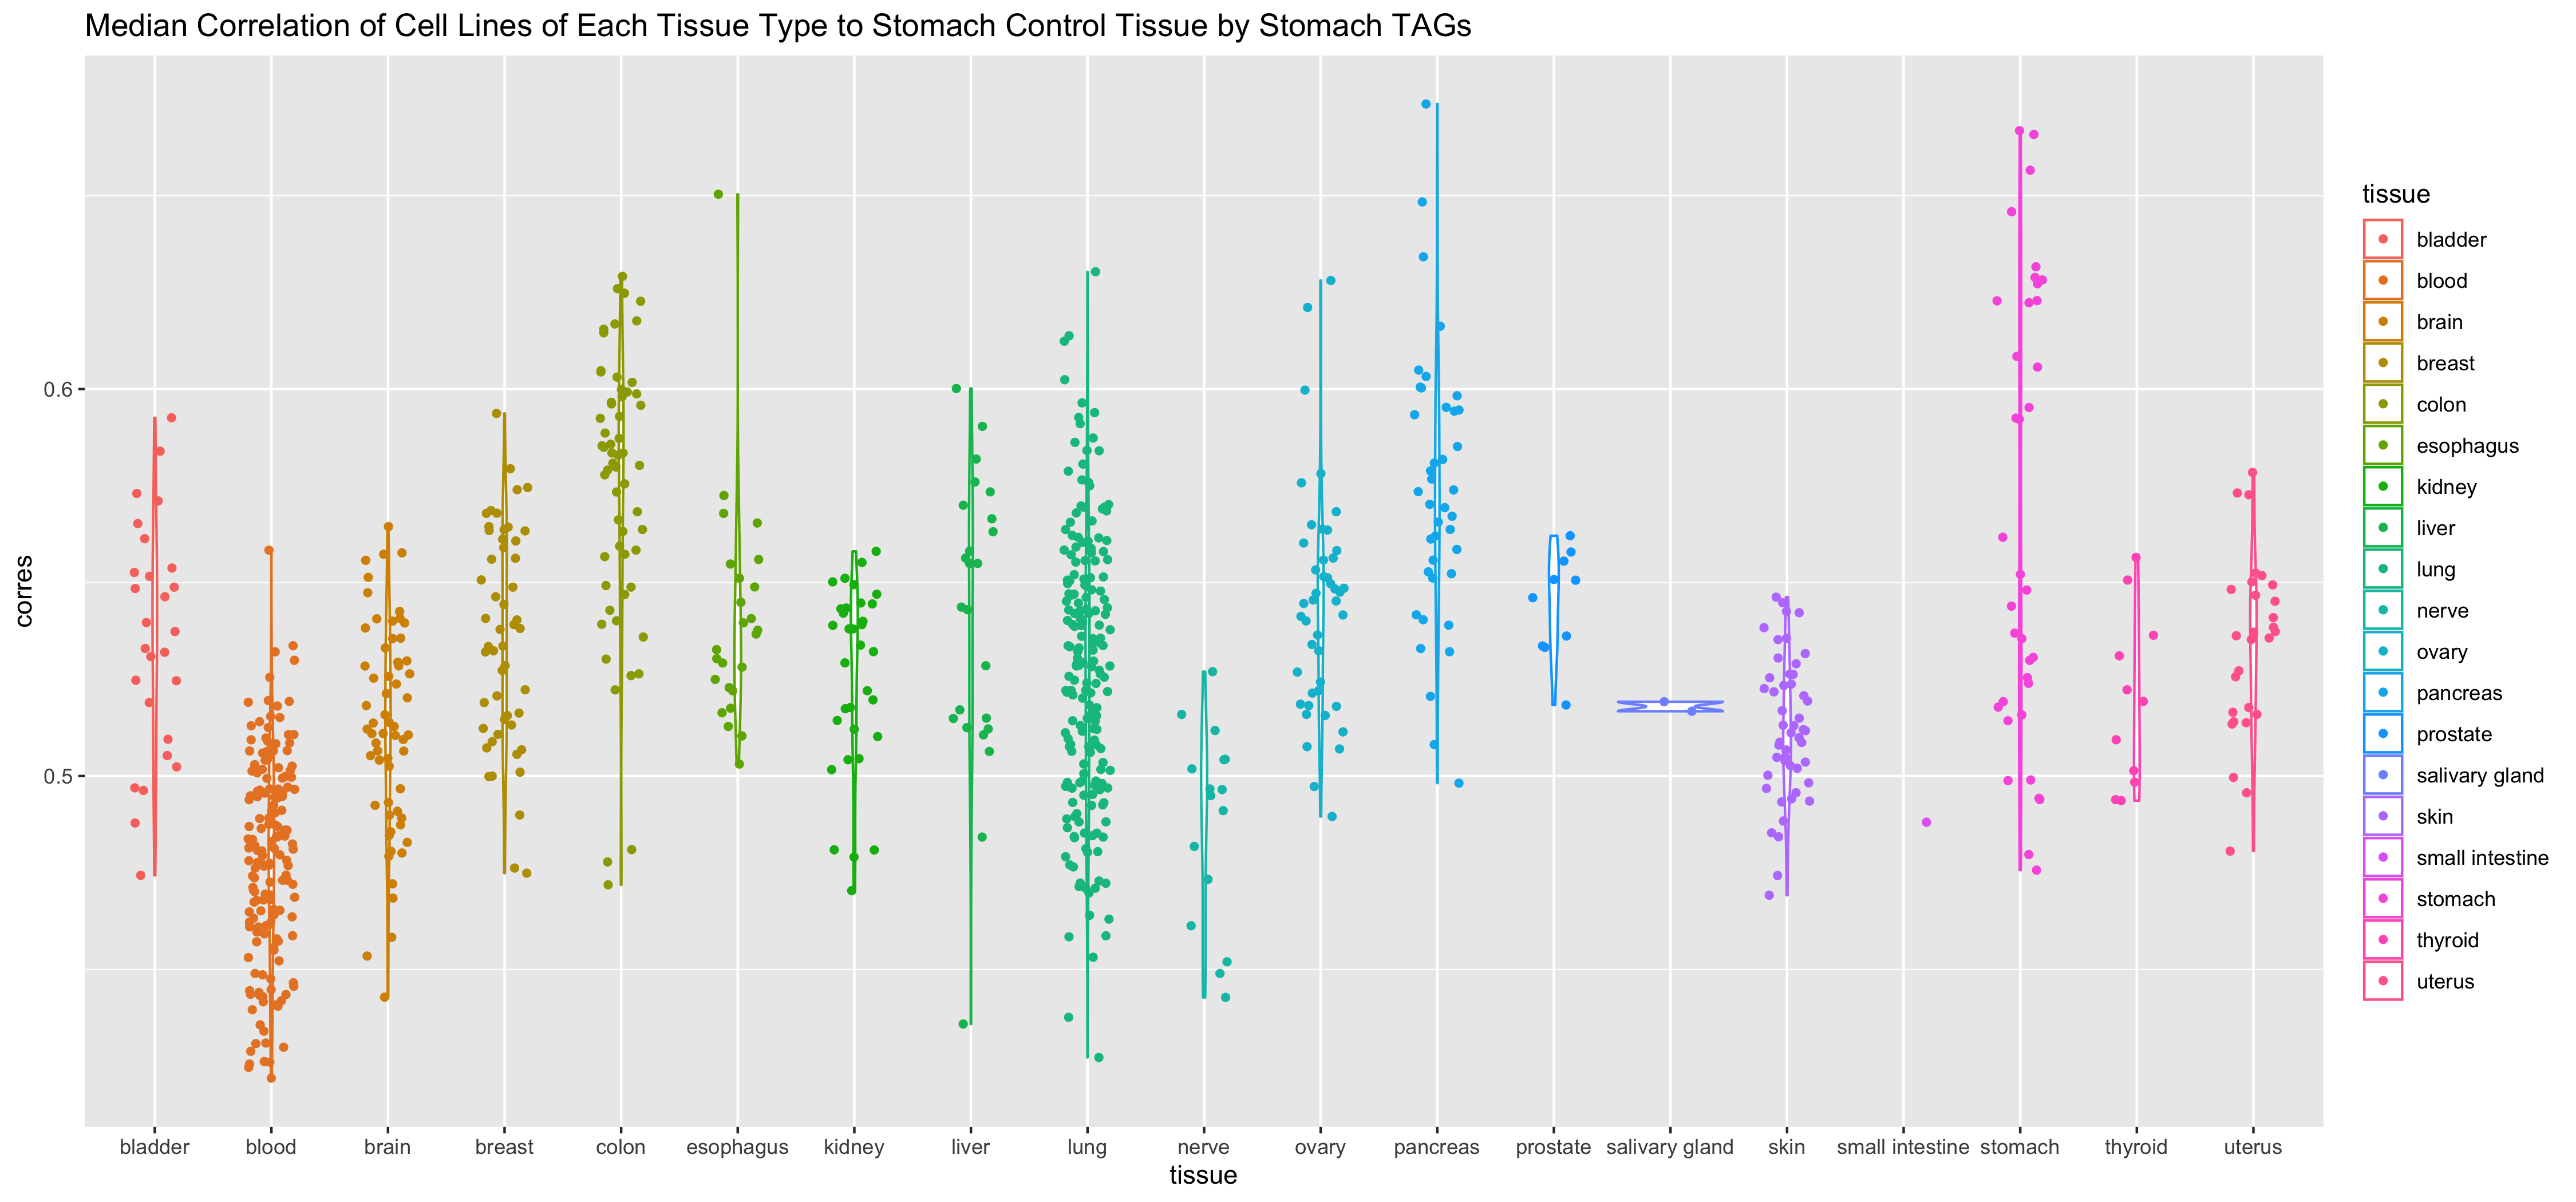 Median Correlation of Cell Lines of Each Tissue Type to Stomach Control Tissue by Stomach TAGs
corres
0.6
0.5
bladder blood brain breast colon esophagus kidney liver lung nerve ovary pancreas prostate salivary gland skin small intestine stomach thyroid uterus
tissue
tissue
bladder
blood
brain
breast
colon
esophagus
kidney
liver
lung
nerve
ovary
pancreas
prostate
salivary gland
skin
small intestine
stomach
thyroid
uterus